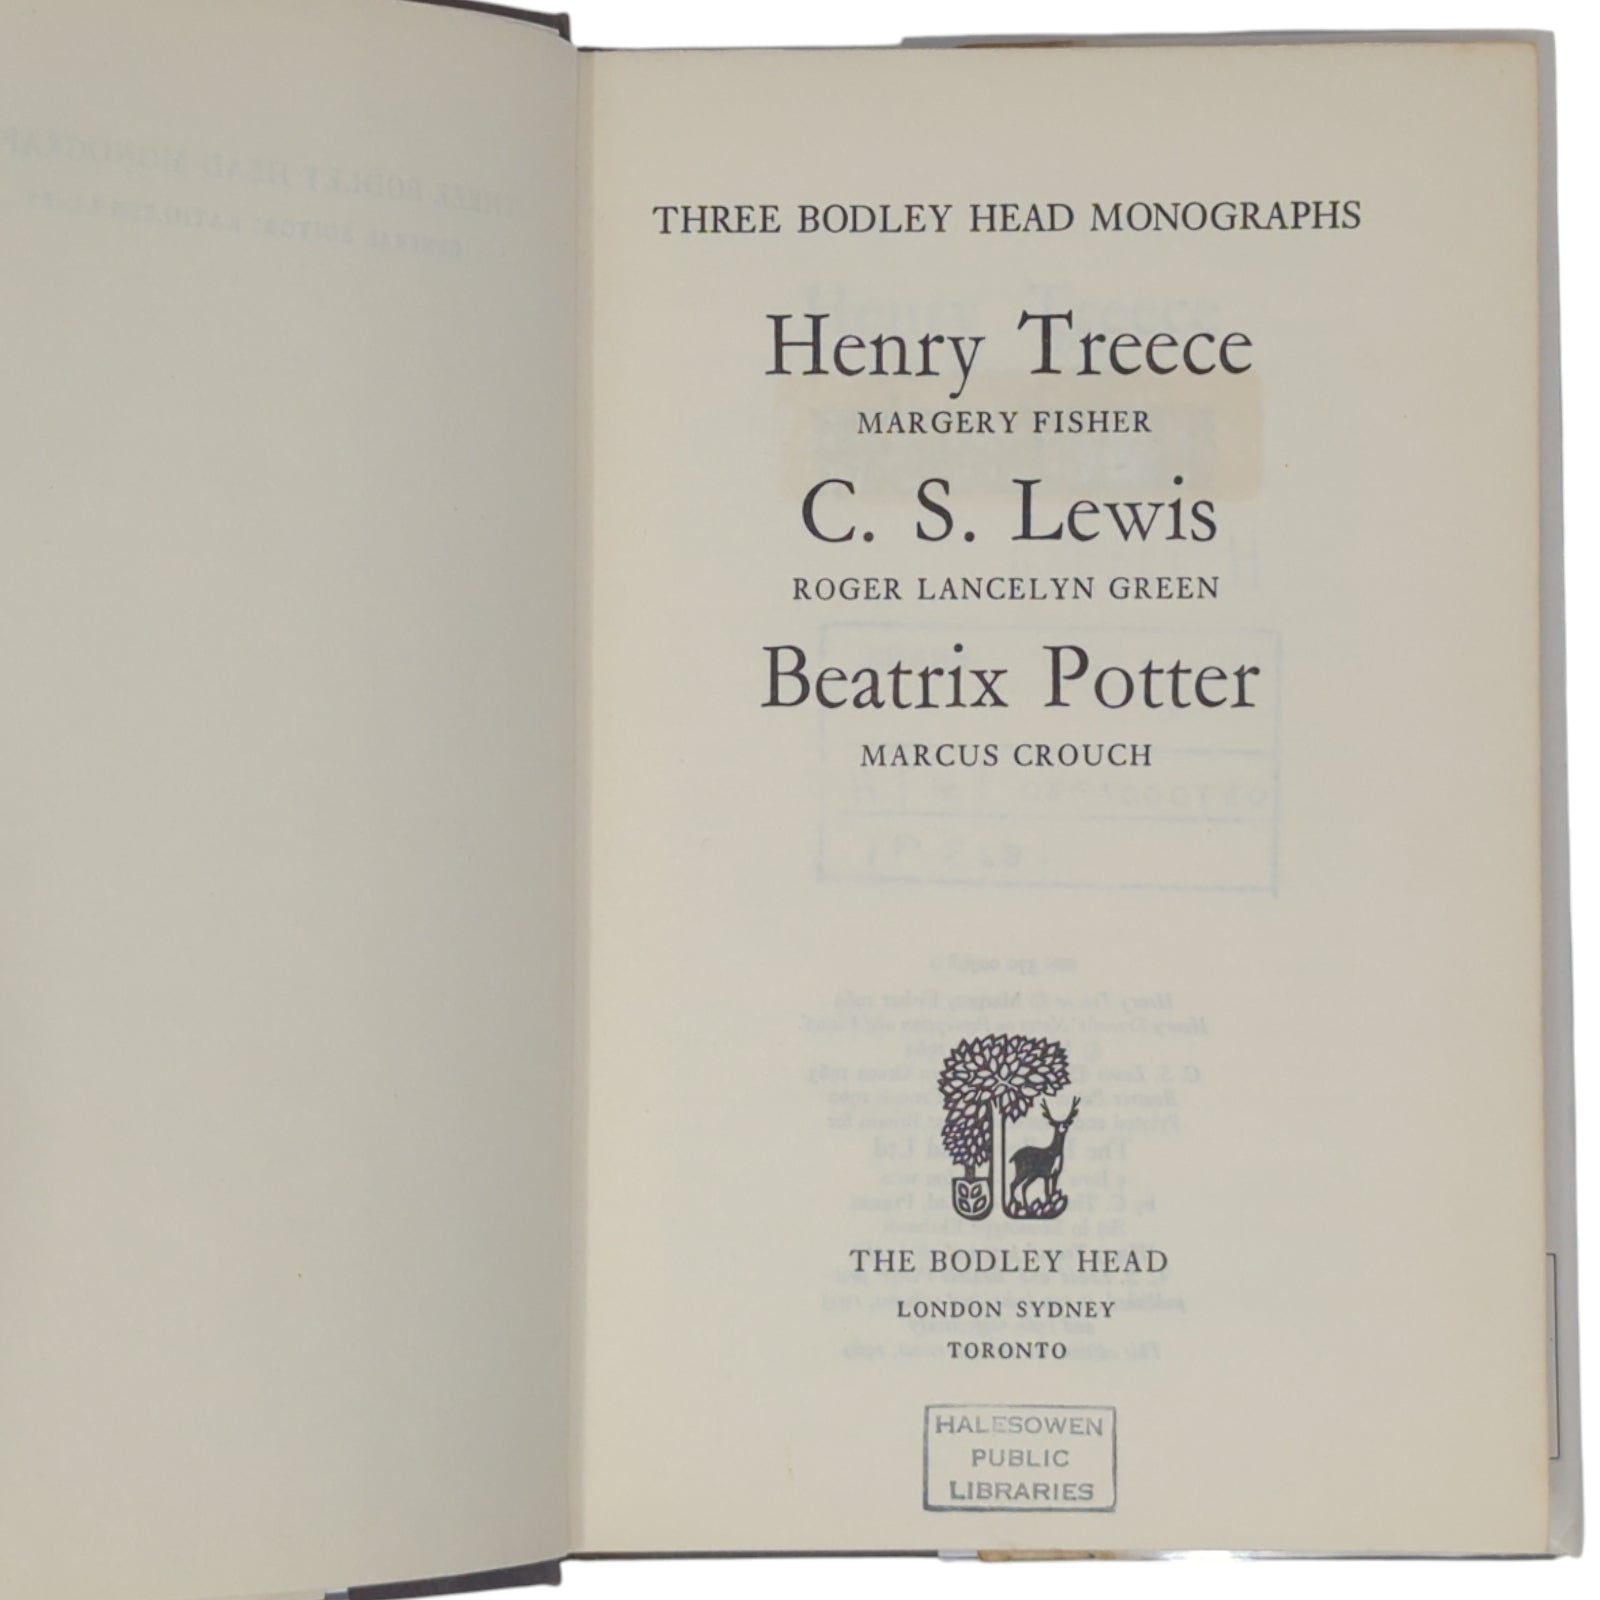 THREE BODLEY HEAD MONOGRAPHS
Henry Treece
MARGERY FISHER
C. S. Lewis
ROGER LANCELYN GREEN
Beatrix Potter
MARCUS CROUCH
THE BODLEY HEAD
LONDON SYDNEY
TORONTO
HALESOWEN
PUBLIC
LIBRARIES